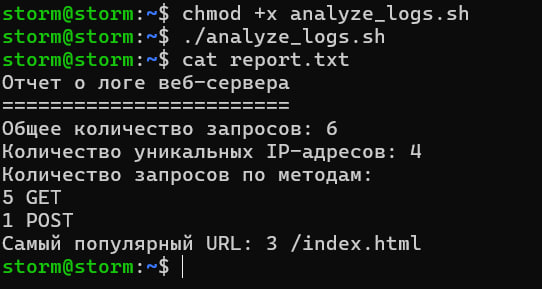 storm@storm:~$ chmod +x analyze_logs.sh
storm@storm:~$ ./analyze_logs.sh
storm@storm:~$ cat report.txt
Отчет о логе веб-сервера
========================
Общее количество запросов: 6
Количество уникальных IP-адресов: 4
Количество запросов по методам:
5 GET
1 POST
Самый популярный URL: 3 /index.html
storm@storm:~$